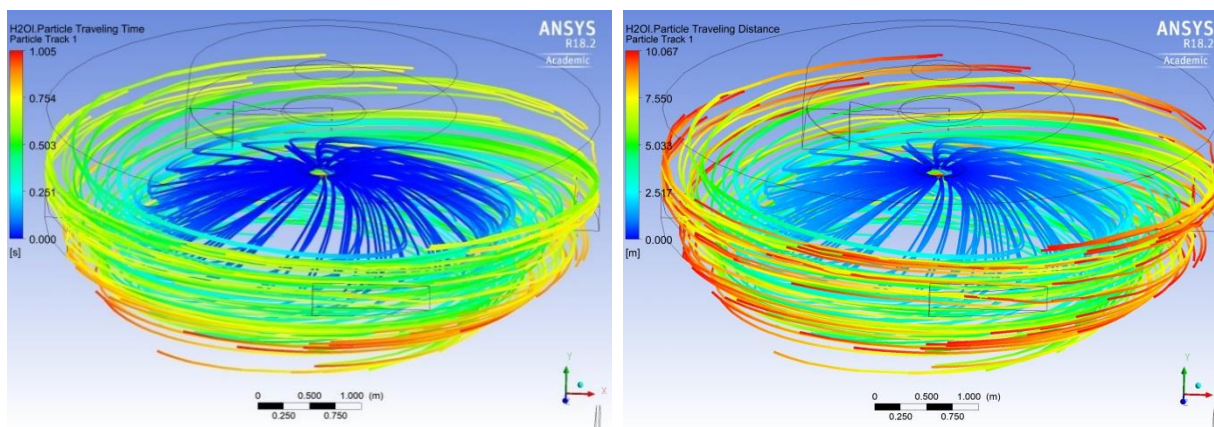 H2Ol.Particle Traveling Time
Particle Track 1
1.005
0.754
0.503
0.251
0.000
[s]
ANSYS
R18.2
Academic
0 0.500 1.000 (m)
0.250 0.750
Y
X
Z
H2Ol.Particle Traveling Distance
Particle Track 1
10.067
7.550
5.033
2.517
0.000
[m]
ANSYS
R18.2
Academic
0 0.500 1.000 (m)
0.250 0.750
Y
X